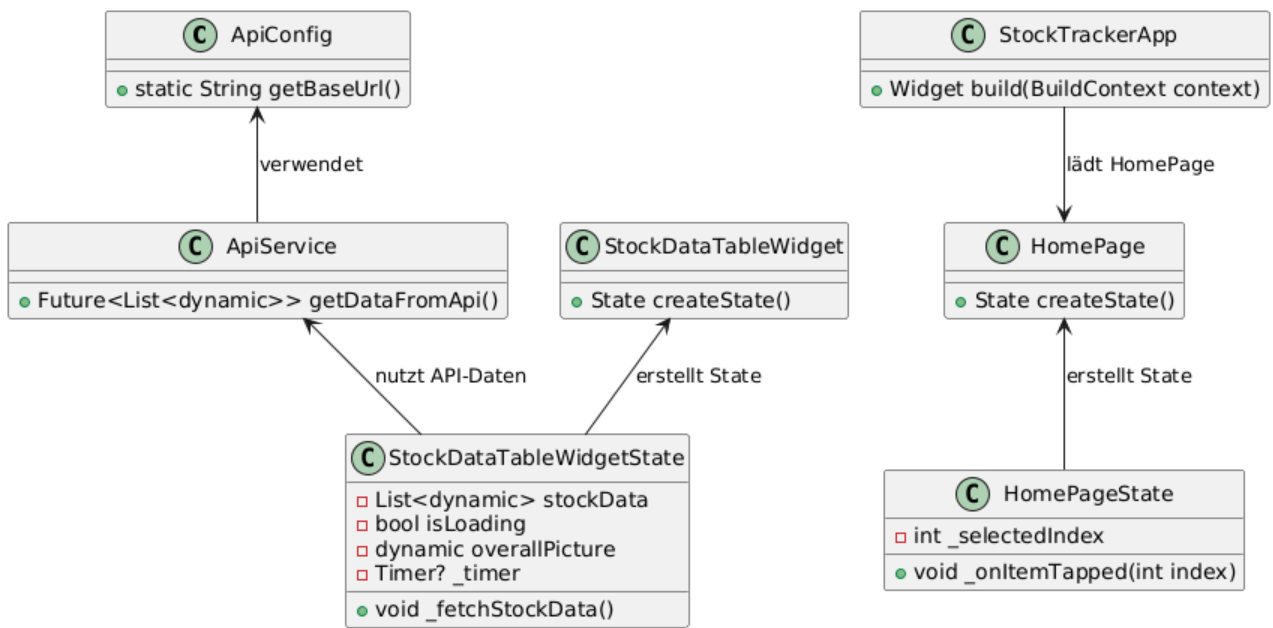 C ApiConfig
static String getBaseUrl()
C StockTrackerApp
Widget build(BuildContext context)
verwendet
lädt HomePage
C ApiService
Future<List<dynamic>> getDataFromApi()
C StockDataTableWidget
State createState()
C HomePage
State createState()
nutzt API-Daten
erstellt State
erstellt State
C StockDataTableWidgetState
List<dynamic> stockData
bool isLoading
dynamic overallPicture
Timer? _timer
void _fetchStockData()
C HomePageState
int _selectedIndex
void _onItemTapped(int index)